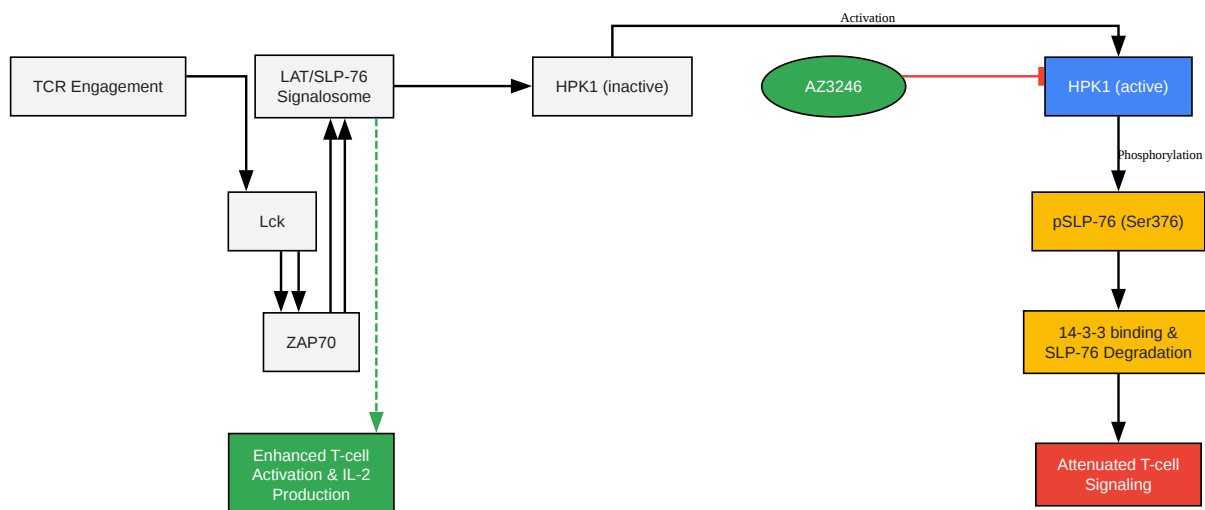 Activation
TCR Engagement
LAT/SLP-76
Signalosome
HPK1 (inactive)
AZ3246
HPK1 (active)
Phosphorylation
Lck
pSLP-76 (Ser376)
ZAP70
14-3-3 binding &
SLP-76 Degradation
Enhanced T-cell
Activation & IL-2
Production
Attenuated T-cell
Signaling